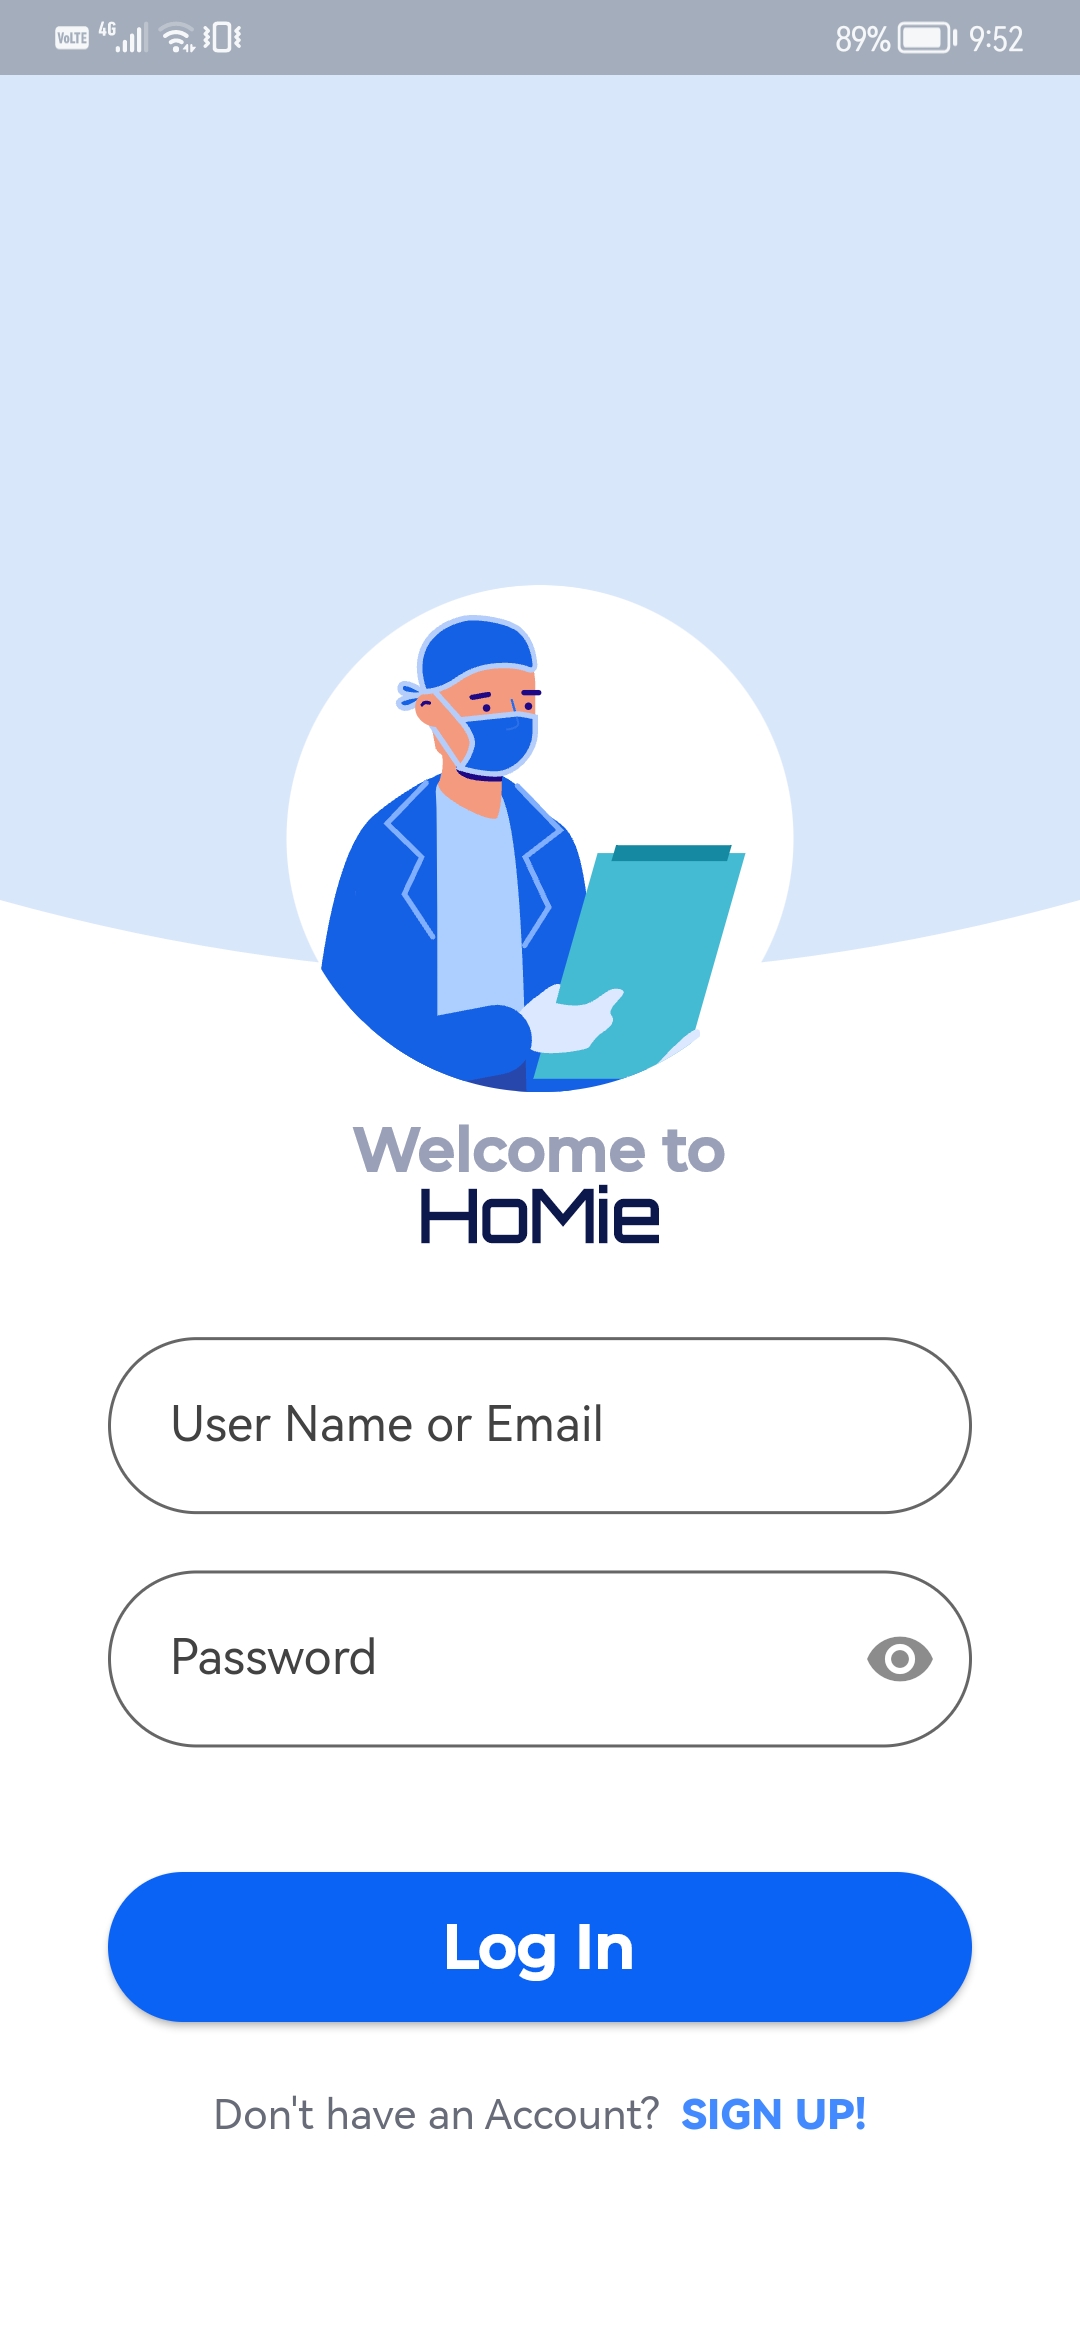 VoLTE 4G 89% 9:52
Welcome to
HoMie
User Name or Email
Password
Log In
Don't have an Account? SIGN UP!